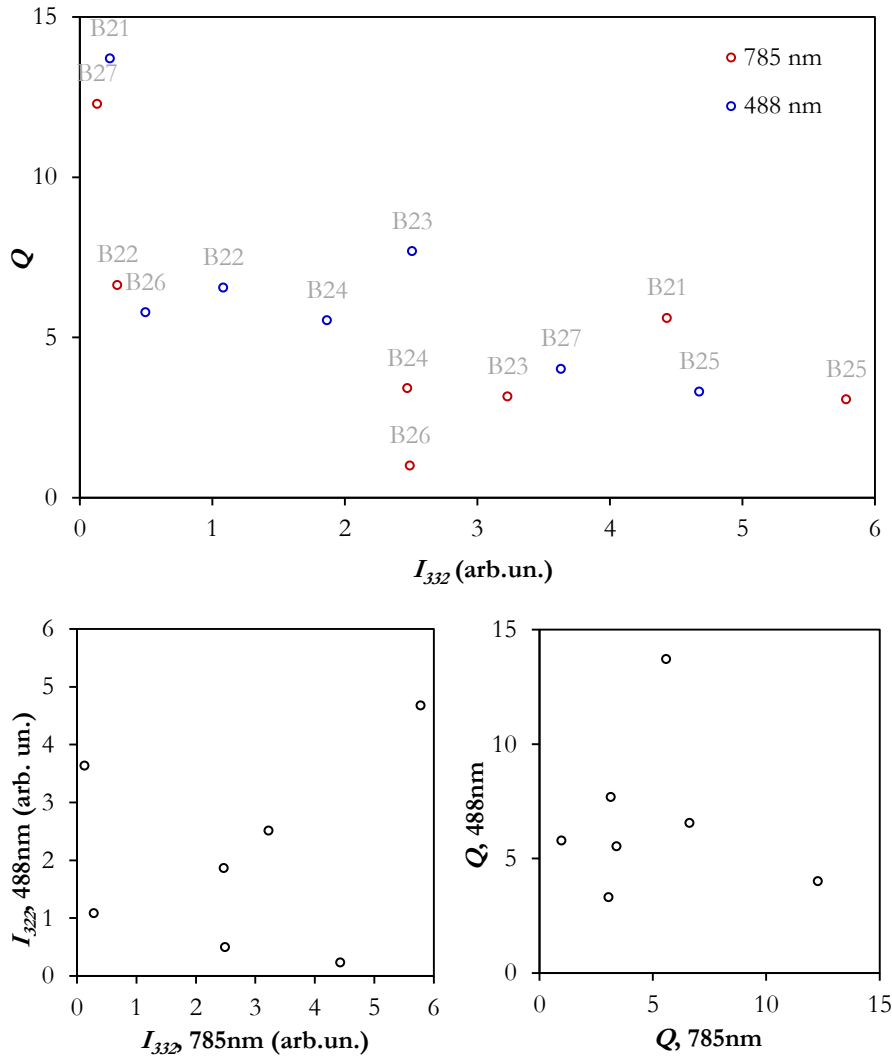 15
B21
785 nm
B27
488 nm
10
B23
B22
B22
B21
B26
B24
Q
B27
5
B24
B23
B25
B25
B26
0
0 1 2 3 4 5 6
I332 (arb.un.)
6
5
4
3
2
1
0
I322, 488nm (arb. un.)
0 1 2 3 4 5 6
I332, 785nm (arb.un.)
15
10
5
0
Q, 488nm
0 5 10 15
Q, 785nm